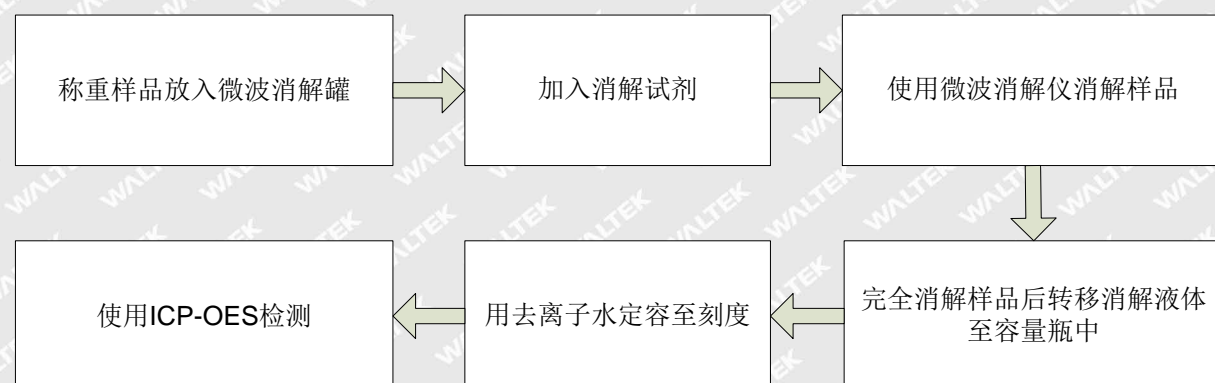 称重样品放入微波消解罐
加入消解试剂
使用微波消解仪消解样品
完全消解样品后转移消解液体
至容量瓶中
用去离子水定容至刻度
使用ICP-OES检测